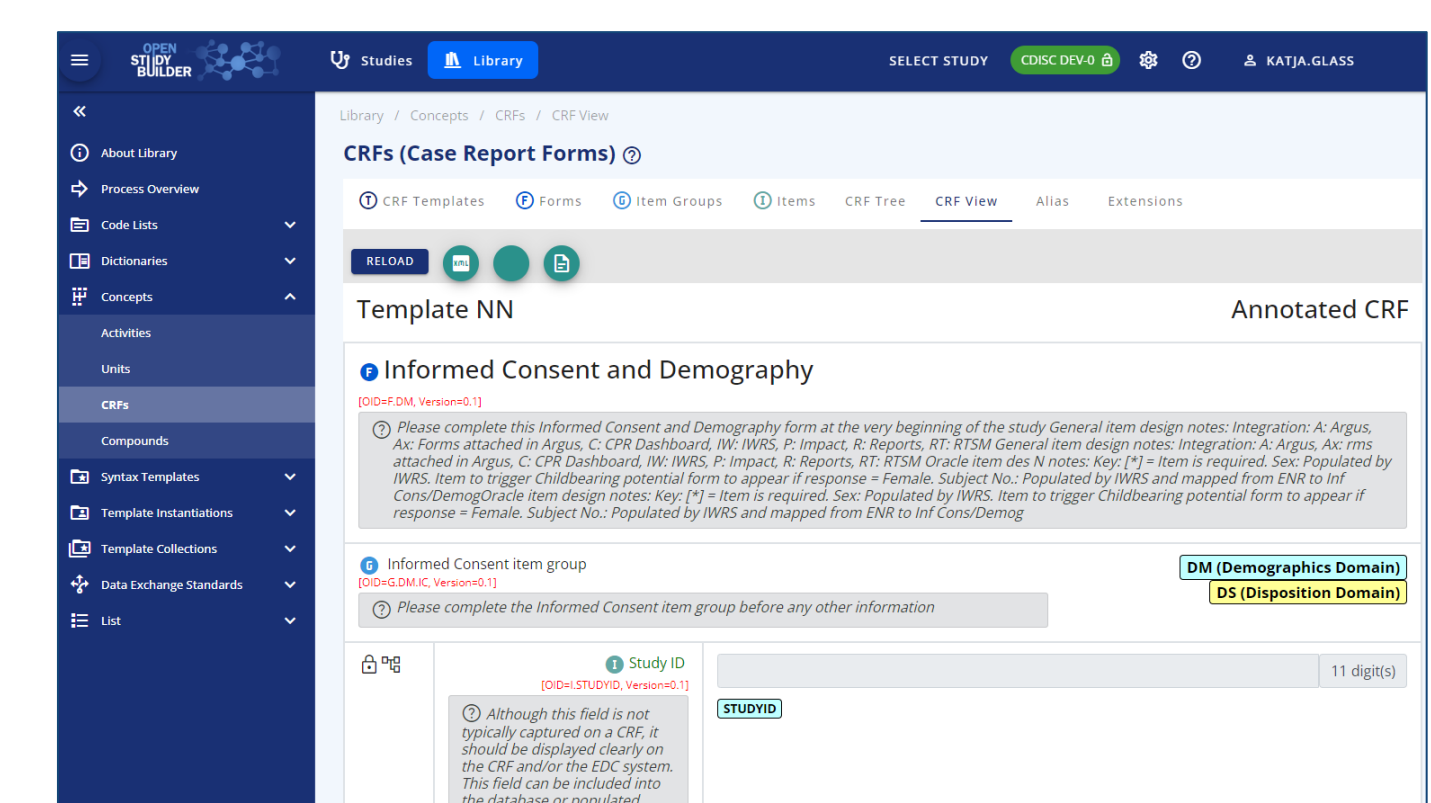 OPEN
STUDY
BUILDER
Studies
Library
SELECT STUDY
CDISC DEV-0
KATJA.GLASS
About Library
Process Overview
Code Lists
Dictionaries
Concepts
Activities
Units
CRFs
Compounds
Syntax Templates
Template Instantiations
Template Collections
Data Exchange Standards
List
Library / Concepts / CRFs / CRF View
CRFs (Case Report Forms) ?
T CRF Templates
F Forms
G Item Groups
I Items
CRF Tree
CRF View
Alias
Extensions
RELOAD
XML
Template NN
Annotated CRF
F Informed Consent and Demography
[OID=F.DM, Version=0.1]
? Please complete this Informed Consent and Demography form at the very beginning of the study General item design notes: Integration: A: Argus,
Ax: Forms attached in Argus, C: CPR Dashboard, IW: IWRS, P: Impact, R: Reports, RT: RTSM General item design notes: Integration: A: Argus, Ax: rms
attached in Argus, C: CPR Dashboard, IW: IWRS, P: Impact, R: Reports, RT: RTSM Oracle item des N notes: Key: [*] = Item is required. Sex: Populated by
IWRS. Item to trigger Childbearing potential form to appear if response = Female. Subject No.: Populated by IWRS and mapped from ENR to Inf
Cons/DemogOracle item design notes: Key: [*] = Item is required. Sex: Populated by IWRS. Item to trigger Childbearing potential form to appear if
response = Female. Subject No.: Populated by IWRS and mapped from ENR to Inf Cons/Demog
G Informed Consent item group
[OID=G.DM.IC, Version=0.1]
? Please complete the Informed Consent item group before any other information
DM (Demographics Domain)
DS (Disposition Domain)
I Study ID
[OID=I.STUDYID, Version=0.1]
? Although this field is not
typically captured on a CRF, it
should be displayed clearly on
the CRF and/or the EDC system.
This field can be included into
the database or populated
11 digit(s)
STUDYID